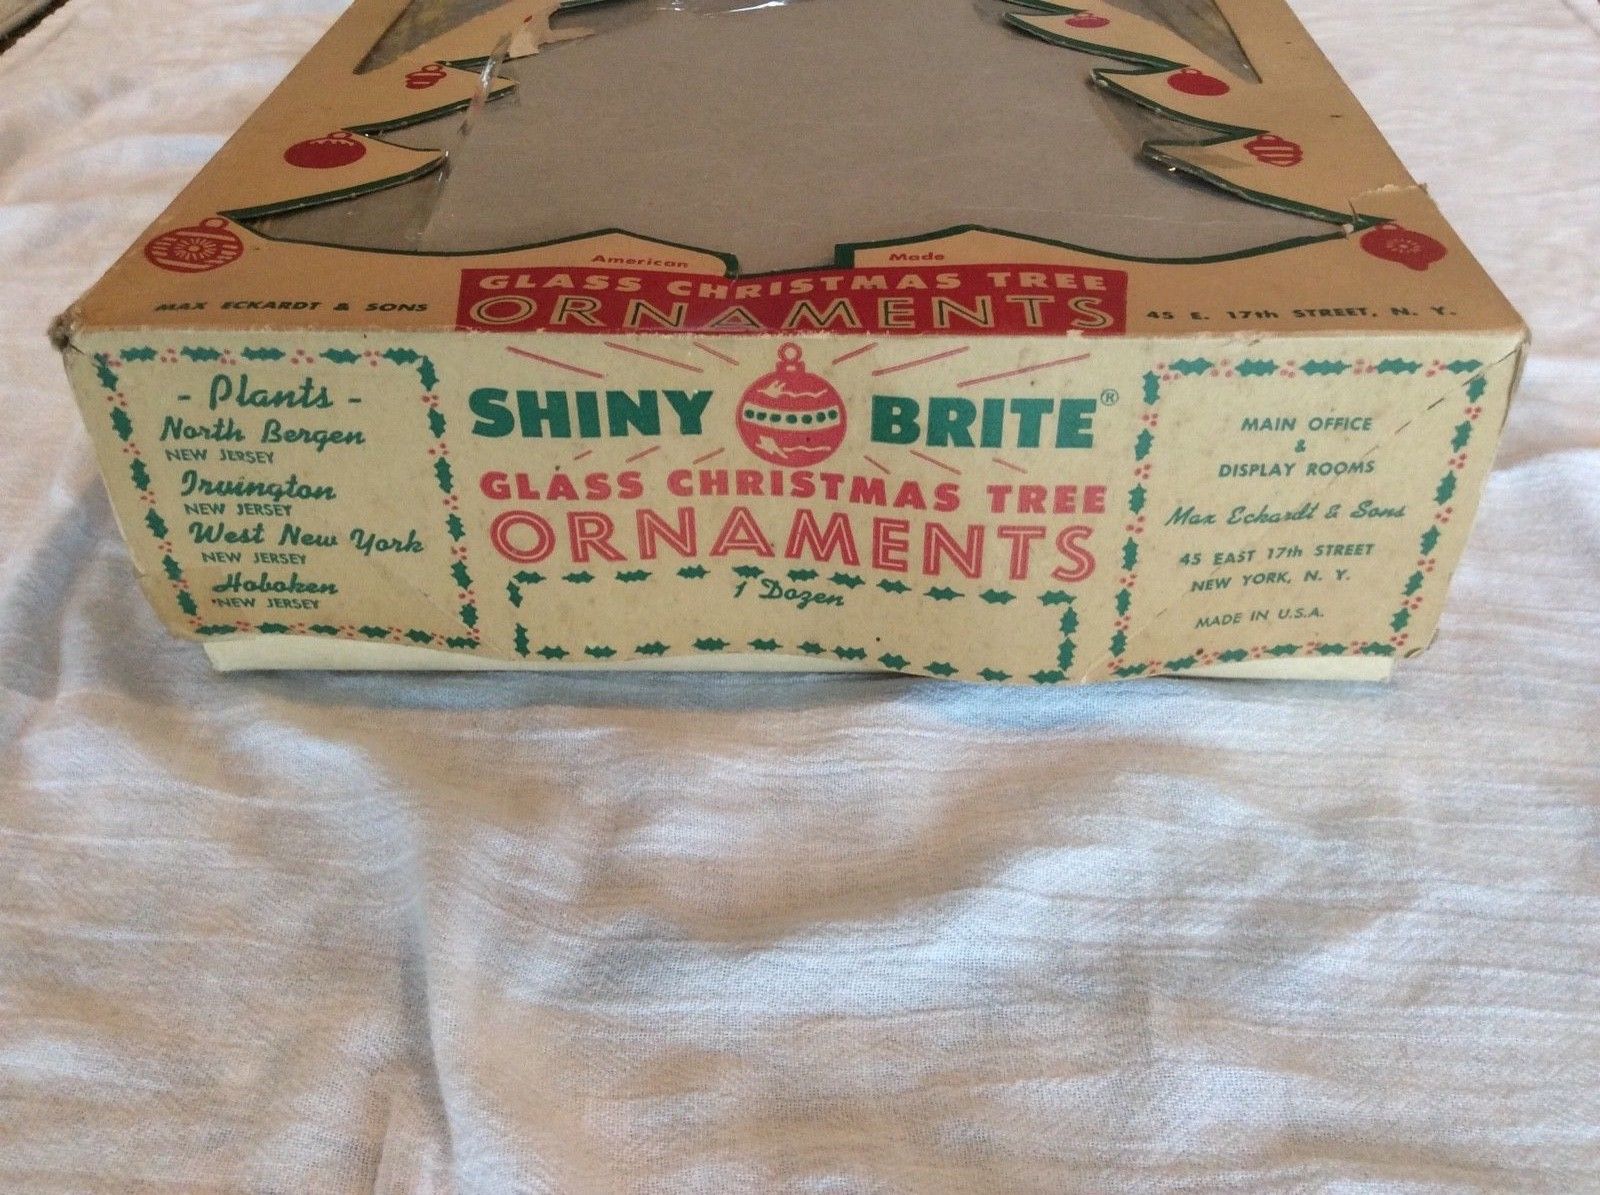 American Made
GLASS CHRISTMAS TREE
ORNAMENTS
MAX ECKARDT & SONS
45 E. 17th STREET, N. Y.
- Plants -
North Bergen
NEW JERSEY
Irvington
NEW JERSEY
West New York
NEW JERSEY
Hoboken
NEW JERSEY
SHINY BRITE®
GLASS CHRISTMAS TREE
ORNAMENTS
1 Dozen
MAIN OFFICE
&
DISPLAY ROOMS
Max Eckardt & Sons
45 EAST 17th STREET
NEW YORK, N. Y.
MADE IN U.S.A.